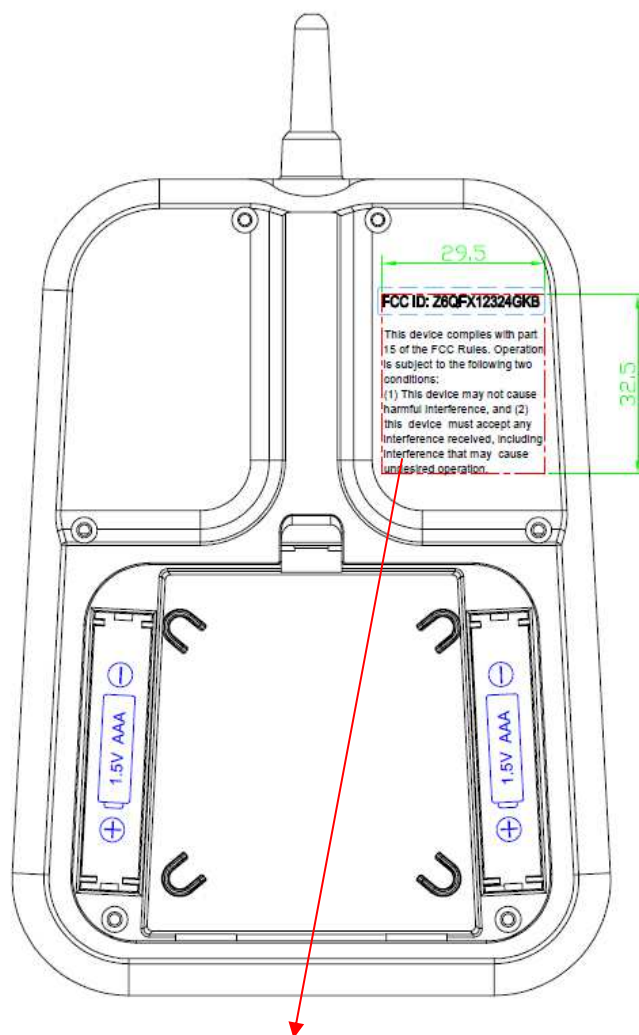 29,5
FCC ID: Z6QFX12324GKB
32,5
This device complies with part
15 of the FCC Rules. Operation
is subject to the following two
conditions:
(1) This device may not cause
harmful interference, and (2)
this device must accept any
interference received, including
interference that may cause
undesired operation.
1.5V AAA
1.5V AAA